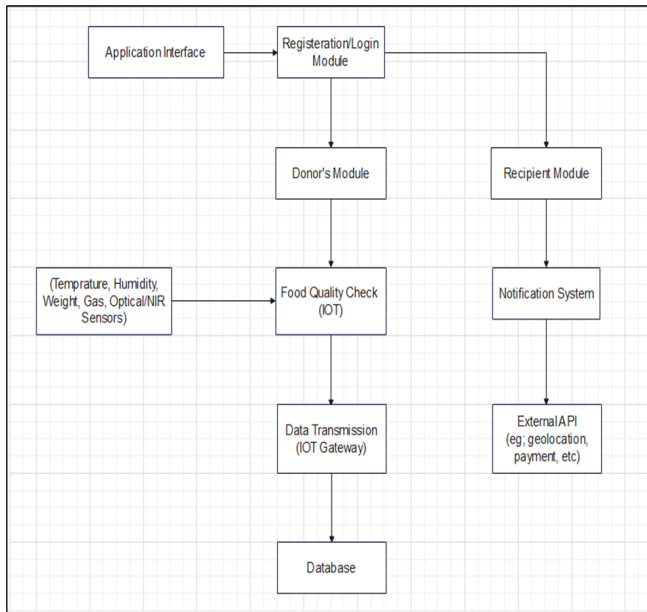 Application Interface
Registeration/Login
Module
Donor's Module
Recipient Module
(Temprature, Humidity,
Weight, Gas, Optical/NIR
Sensors)
Food Quality Check
(IOT)
Notification System
Data Transmission
(IOT Gateway)
External API
(eg; geolocation,
payment, etc)
Database